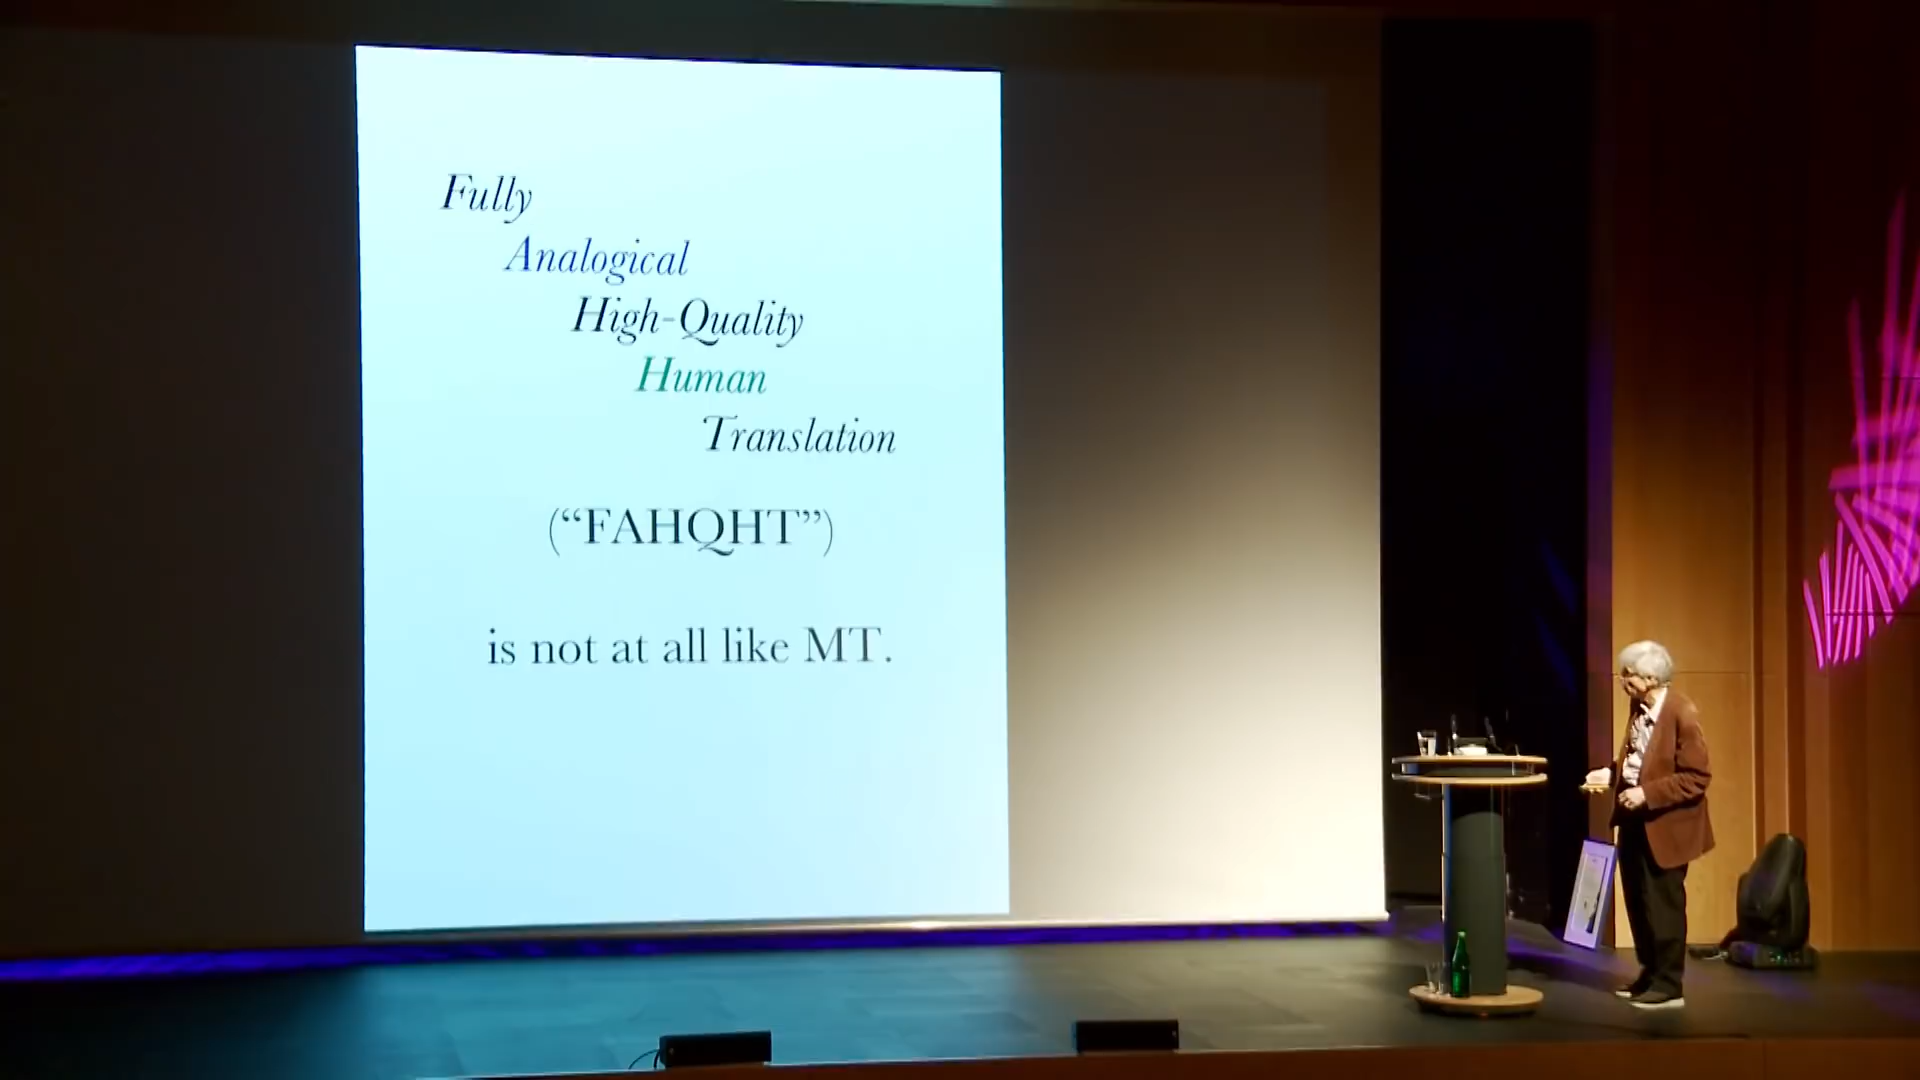 Fully
Analogical
High-Quality
Human
Translation
(“FAHQHT”)
is not at all like MT.